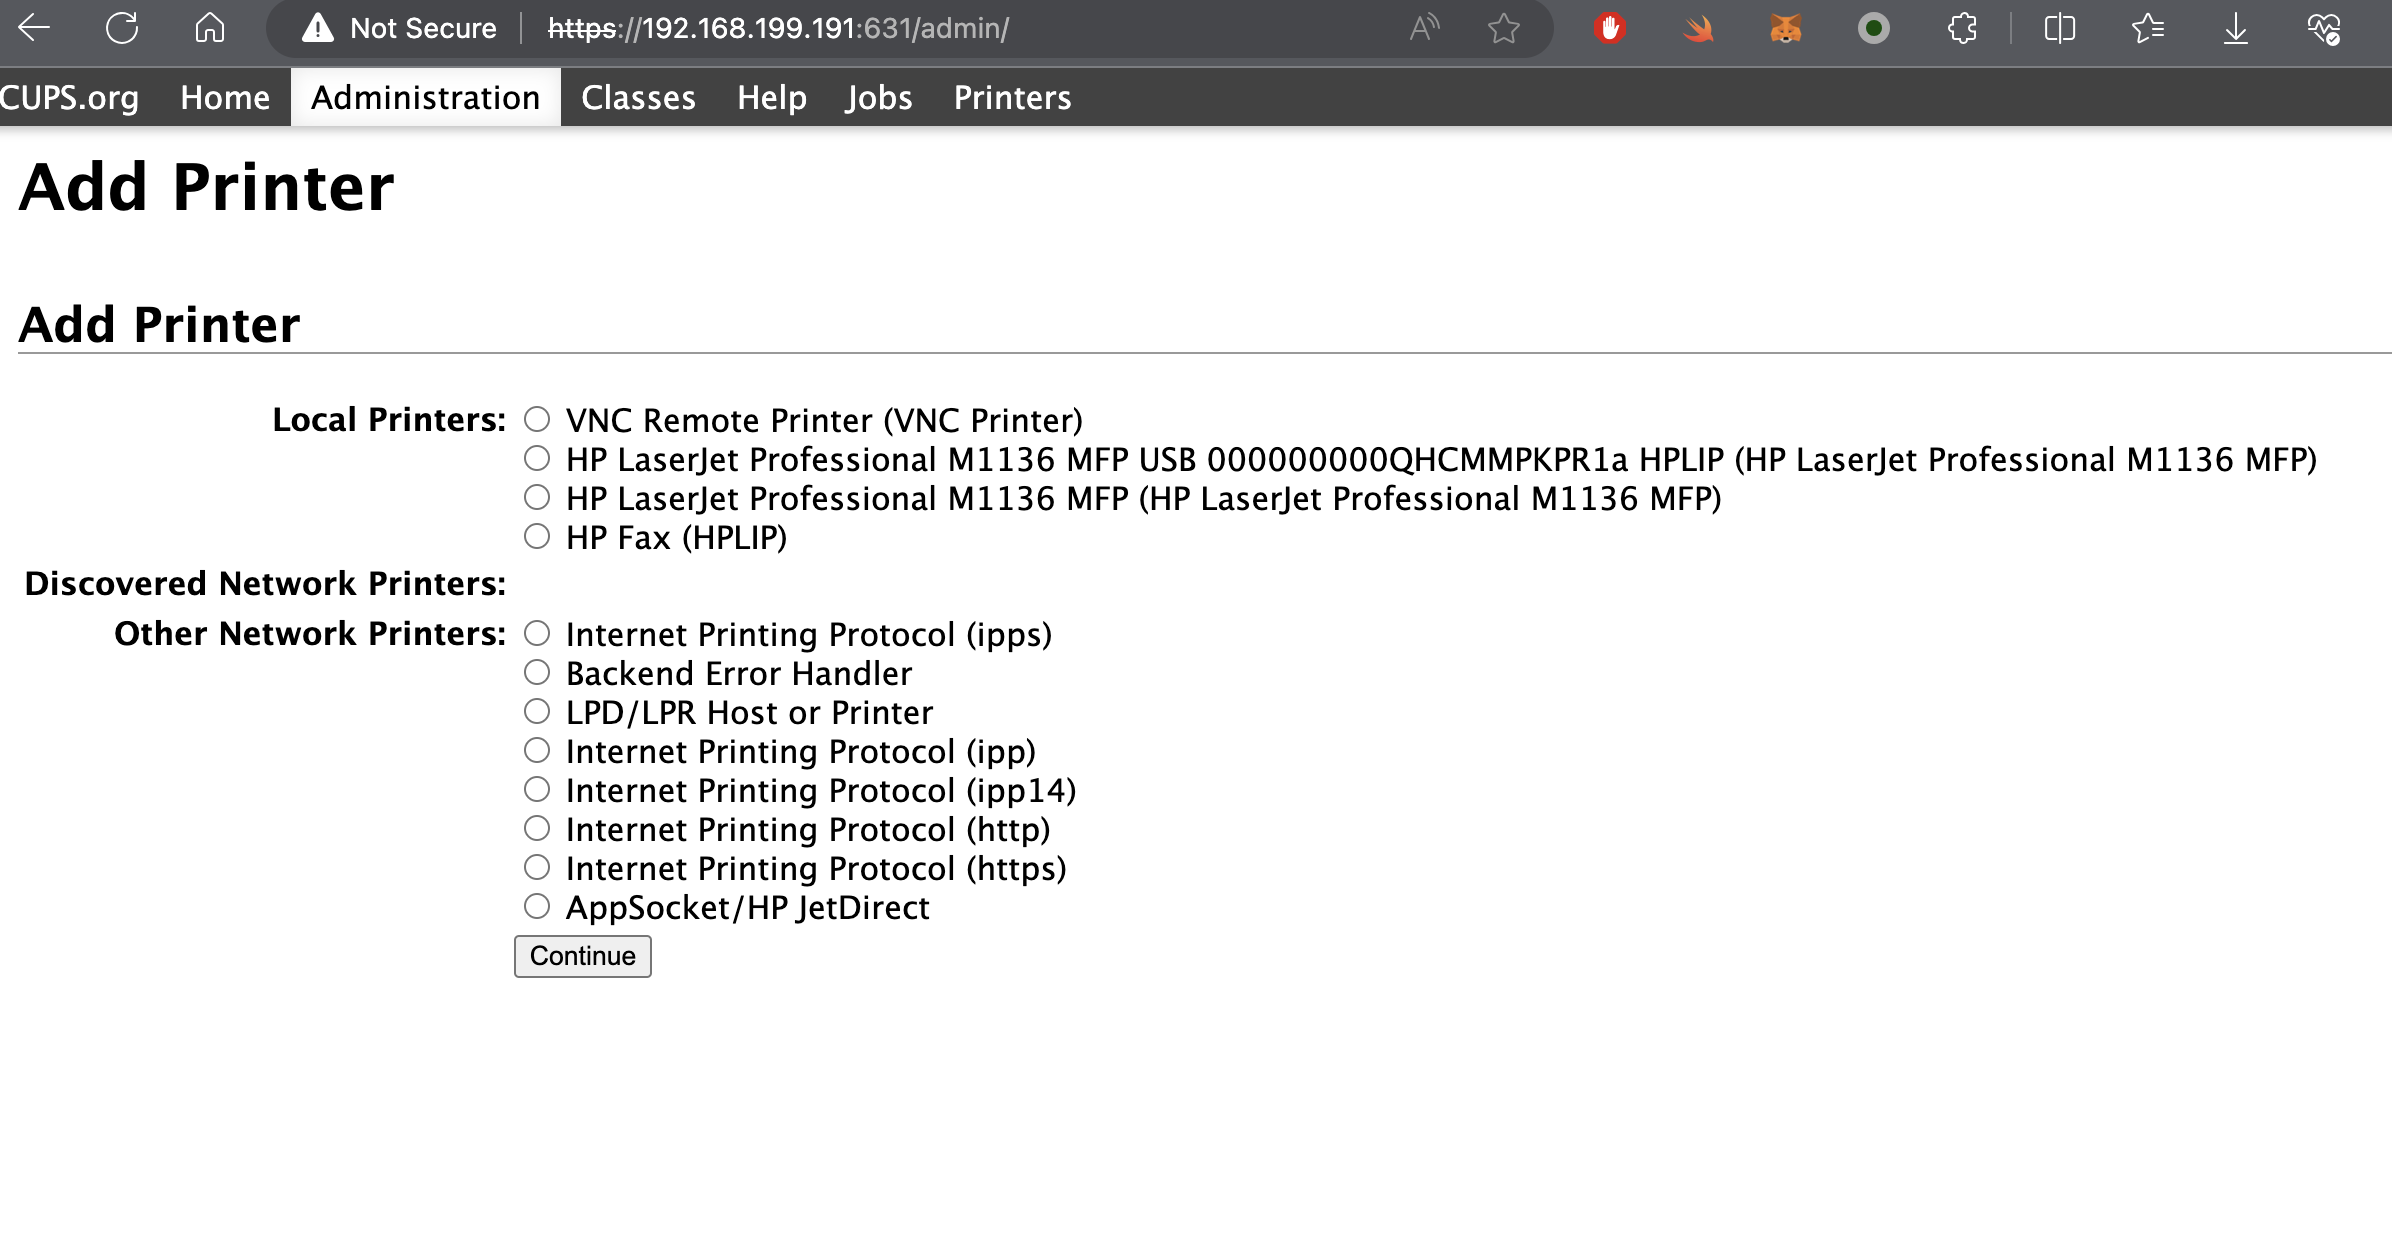 Not Secure https://192.168.199.191:631/admin/
CUPS.org Home Administration Classes Help Jobs Printers
Add Printer
Add Printer
Local Printers: VNC Remote Printer (VNC Printer)
HP LaserJet Professional M1136 MFP USB 000000000QHCMMPKPR1a HPLIP (HP LaserJet Professional M1136 MFP)
HP LaserJet Professional M1136 MFP (HP LaserJet Professional M1136 MFP)
HP Fax (HPLIP)
Discovered Network Printers:
Other Network Printers: Internet Printing Protocol (ipps)
Backend Error Handler
LPD/LPR Host or Printer
Internet Printing Protocol (ipp)
Internet Printing Protocol (ipp14)
Internet Printing Protocol (http)
Internet Printing Protocol (https)
AppSocket/HP JetDirect
Continue